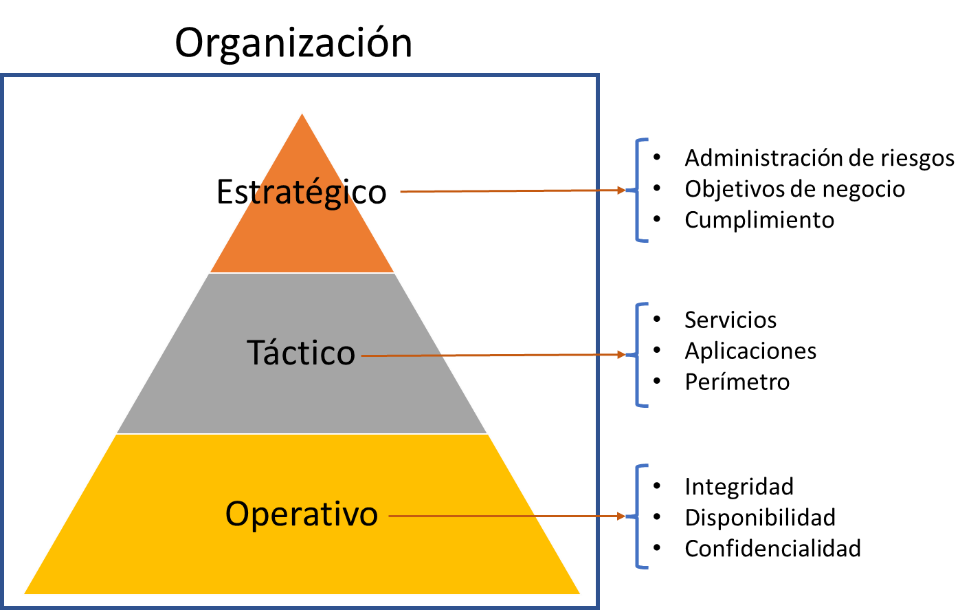 Organización
Estratégico
• Administración de riesgos
• Objetivos de negocio
• Cumplimiento
Táctico
• Servicios
• Aplicaciones
• Perímetro
Operativo
• Integridad
• Disponibilidad
• Confidencialidad